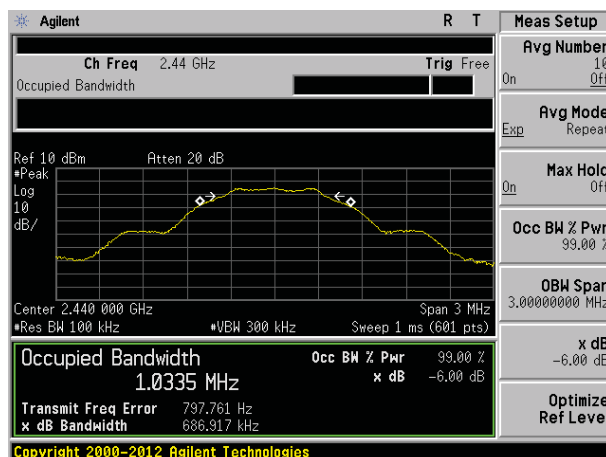 Agilent R T
Meas Setup
Ch Freq 2.44 GHz Trig Free
Occupied Bandwidth
Ref 10 dBm Atten 20 dB
#Peak
Log
10
dB/
Center 2.440 000 GHz Span 3 MHz
#Res BW 100 kHz #VBW 300 kHz Sweep 1 ms (601 pts)
Occupied Bandwidth Occ BW % Pwr 99.00 %
1.0335 MHz x dB -6.00 dB
Transmit Freq Error 797.761 Hz
x dB Bandwidth 686.917 kHz
Copyright 2000-2012 Agilent Technologies
Avg Number
10
On Off
Avg Mode
Exp Repeat
Max Hold
On Off
Occ BW % Pwr
99.00 %
OBW Span
3.00000000 MHz
x dB
-6.00 dB
Optimize
Ref Level